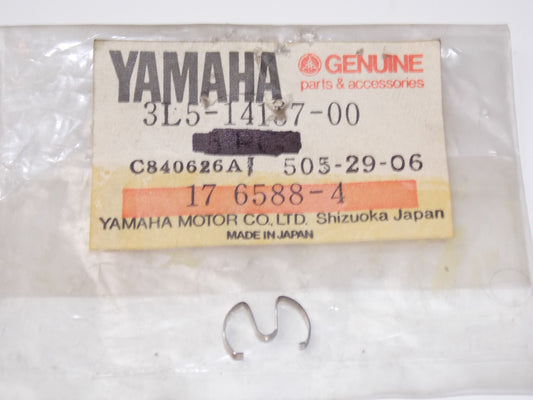 YAMAHA GENUINE
parts & accessories
3L5-14137-00
C840626A 505-29-06
17 6588-4
YAMAHA MOTOR CO., LTD. Shizuoka Japan
MADE IN JAPAN